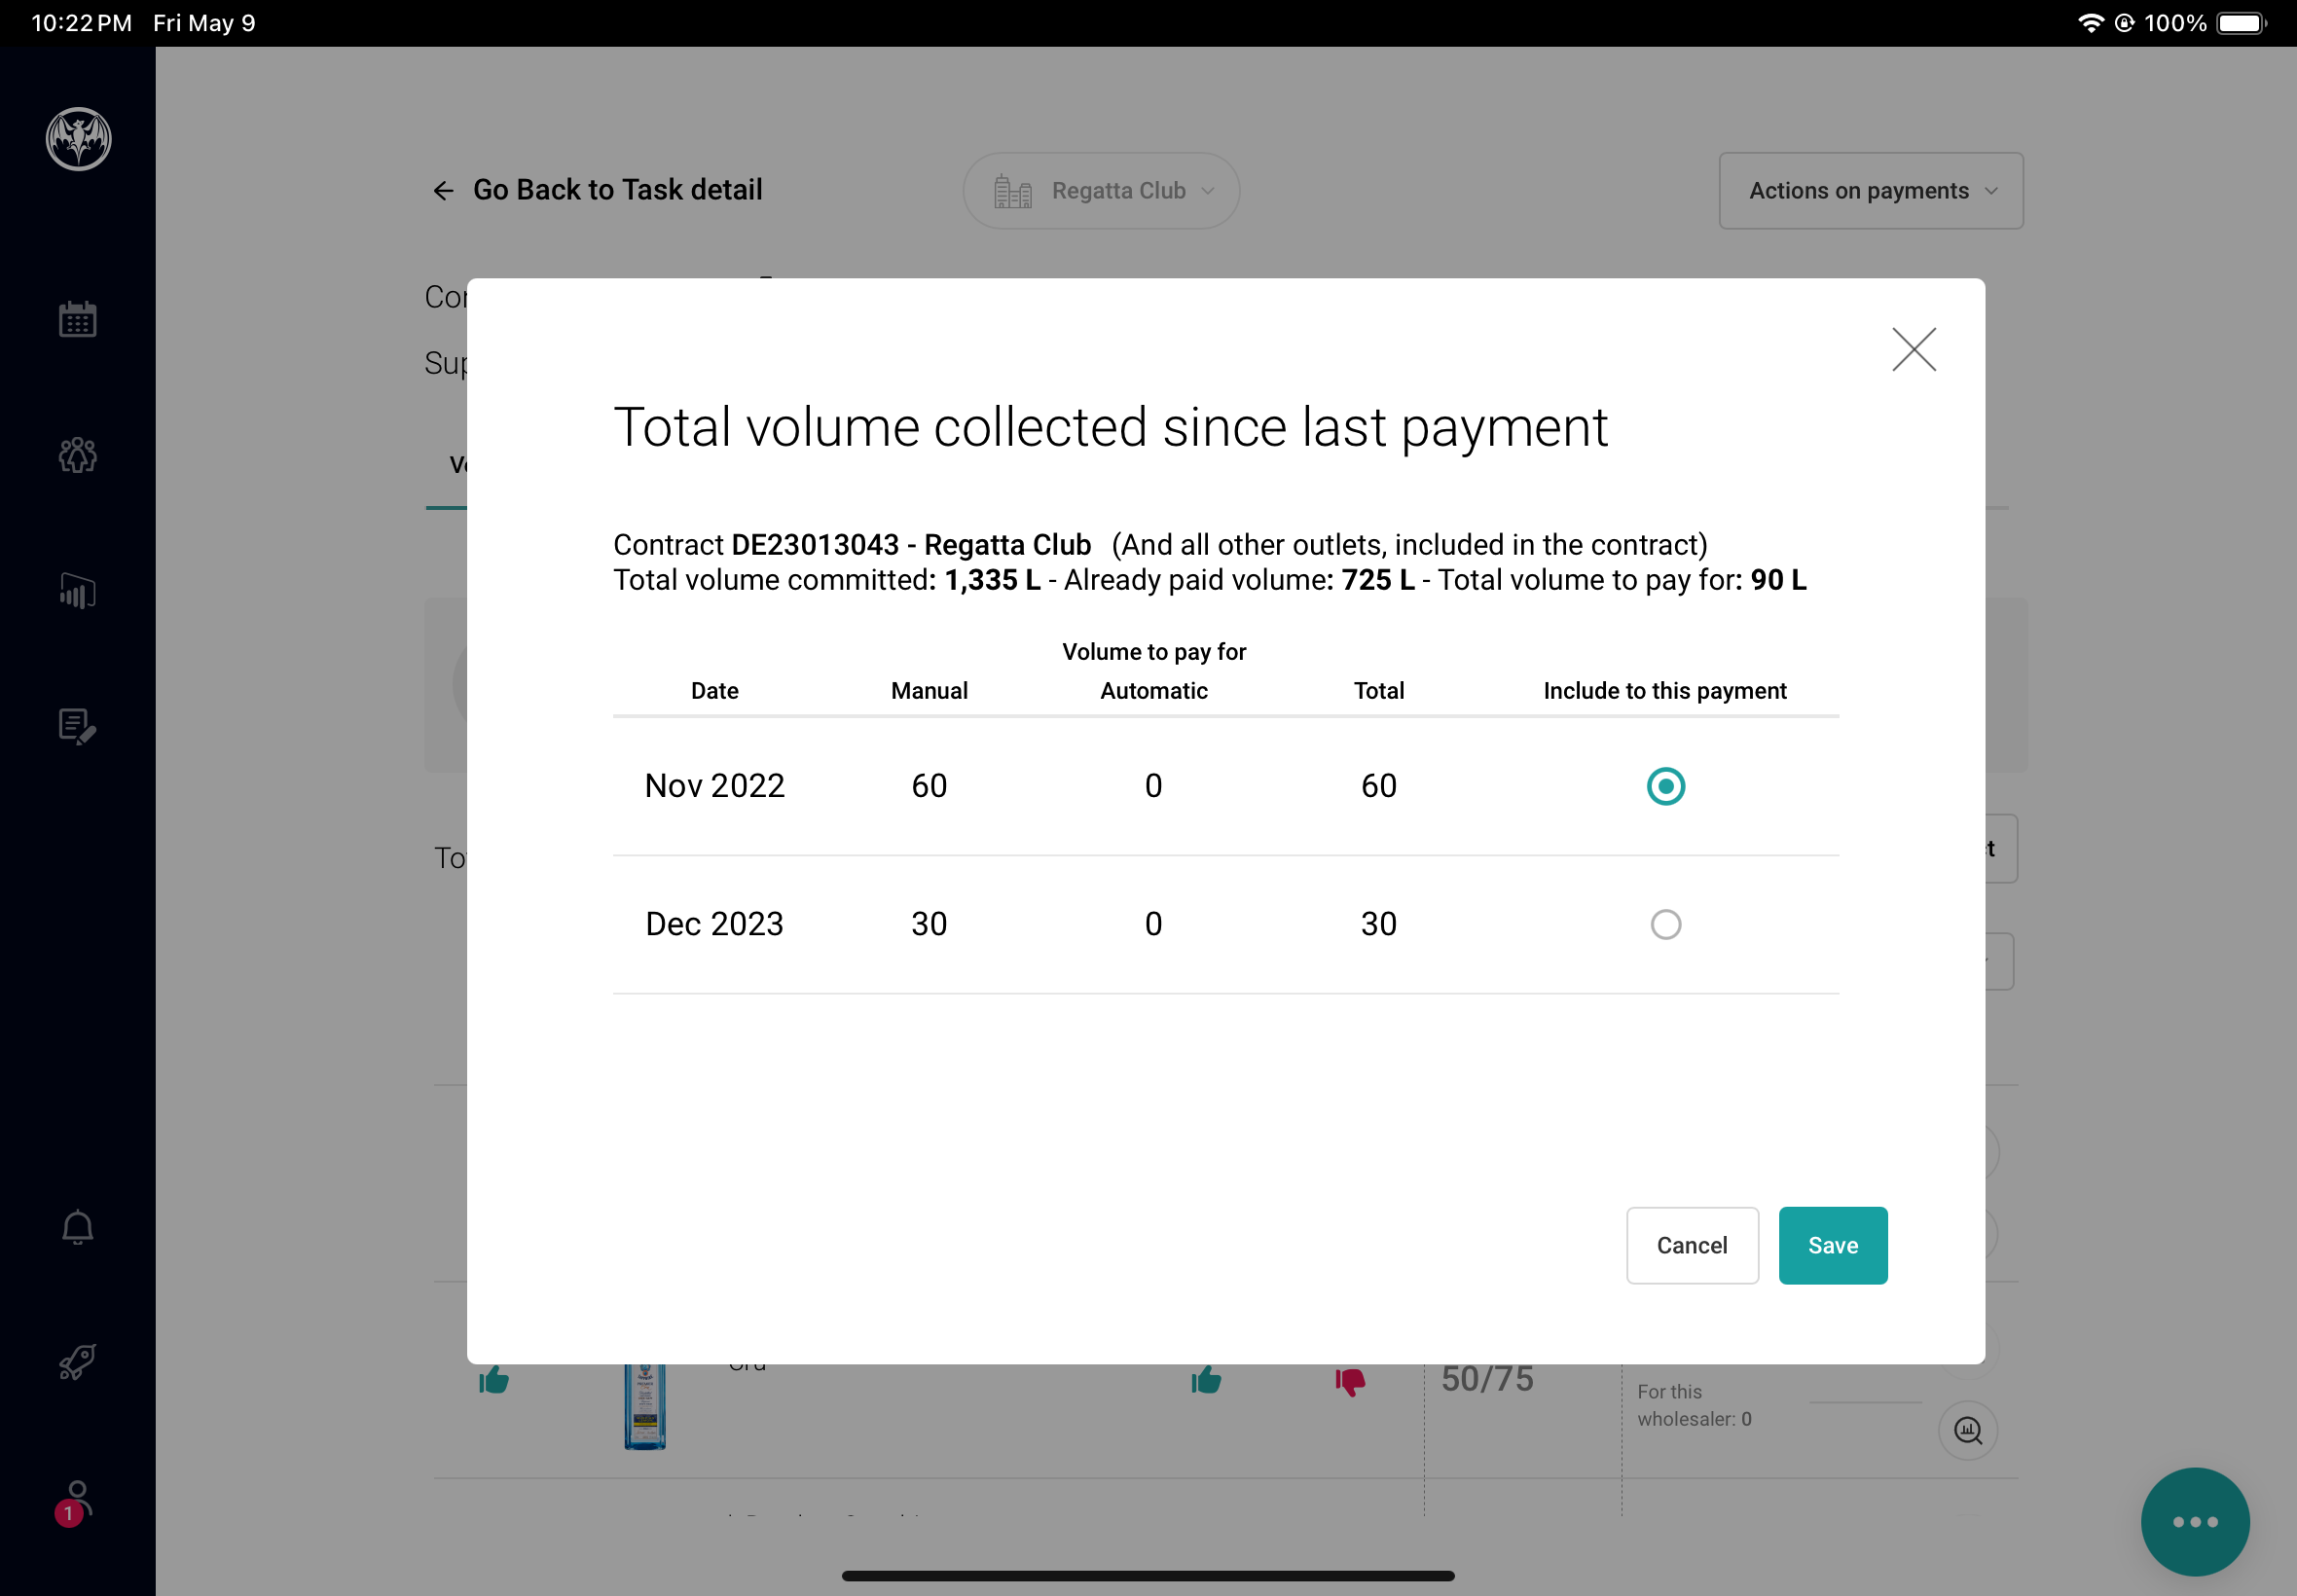 10:22 PM Fri May 9
100%
Go Back to Task detail
Regatta Club
Actions on payments
Total volume collected since last payment
Contract DE23013043 - Regatta Club (And all other outlets, included in the contract)
Total volume committed: 1,335 L - Already paid volume: 725 L - Total volume to pay for: 90 L
Volume to pay for
Date Manual Automatic Total Include to this payment
Nov 2022 60 0 60
Dec 2023 30 0 30
Cancel Save
50/75
For this
wholesaler: 0
1